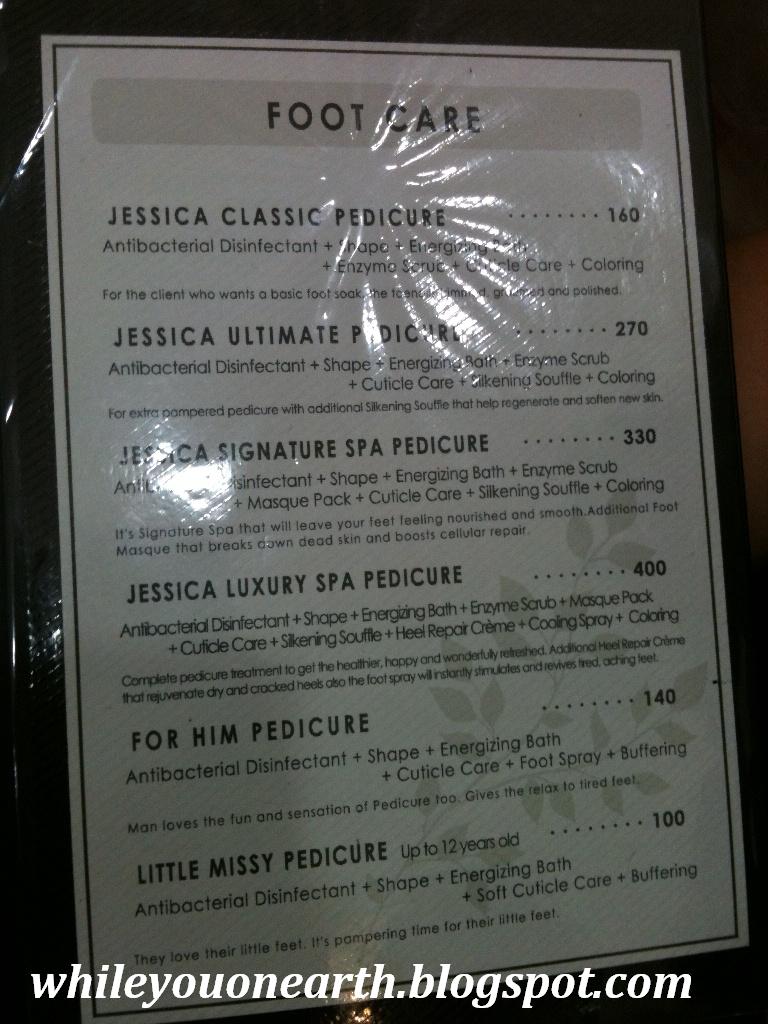 FOOT CARE
JESSICA CLASSIC PEDICURE ········ 160
Antibacterial Disinfectant + Shape + Energizing Bath
+ Enzyme Scrub + Cuticle Care + Coloring
For the client who wants a basic foot soak, the toenails trimmed, groomed and polished.
JESSICA ULTIMATE PEDICURE ········ 270
Antibacterial Disinfectant + Shape + Energizing Bath + Enzyme Scrub
+ Cuticle Care + Silkening Souffle + Coloring
For extra pampered pedicure with additional Silkening Souffle that help regenerate and soften new skin.
JESSICA SIGNATURE SPA PEDICURE ········ 330
Antibacterial Disinfectant + Shape + Energizing Bath + Enzyme Scrub
+ Masque Pack + Cuticle Care + Silkening Souffle + Coloring
It's Signature Spa that will leave your feet feeling nourished and smooth.Additional Foot
Masque that breaks down dead skin and boosts cellular repair.
JESSICA LUXURY SPA PEDICURE ········ 400
Antibacterial Disinfectant + Shape + Energizing Bath + Enzyme Scrub + Masque Pack
+ Cuticle Care + Silkening Souffle + Heel Repair Crème + Cooling Spray + Coloring
Complete pedicure treatment to get the healthier, happy and wonderfully refreshed. Additional Heel Repair Crème
that rejuvenate dry and cracked heels also the foot spray will instantly stimulates and revives tired, aching feet.
FOR HIM PEDICURE ········ 140
Antibacterial Disinfectant + Shape + Energizing Bath
+ Cuticle Care + Foot Spray + Buffering
Man loves the fun and sensation of Pedicure too. Gives the relax to tired feet.
LITTLE MISSY PEDICURE Up to 12 years old ········ 100
Antibacterial Disinfectant + Shape + Energizing Bath
+ Soft Cuticle Care + Buffering
They love their little feet. It's pampering time for their little feet.
whileyouonearth.blogspot.com